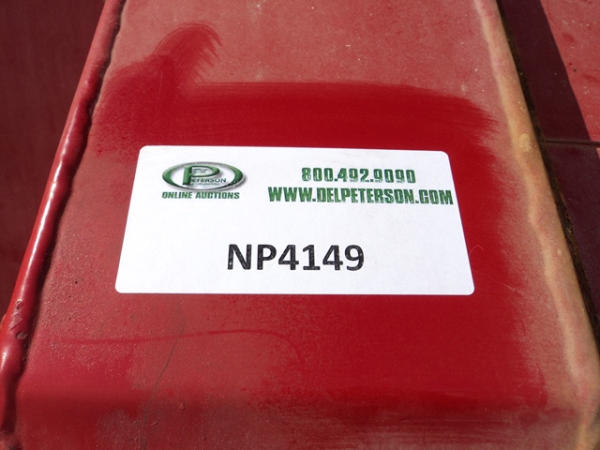 PETERSON
ONLINE AUCTIONS
800.492.9090
WWW.DELPETERSON.COM
NP4149